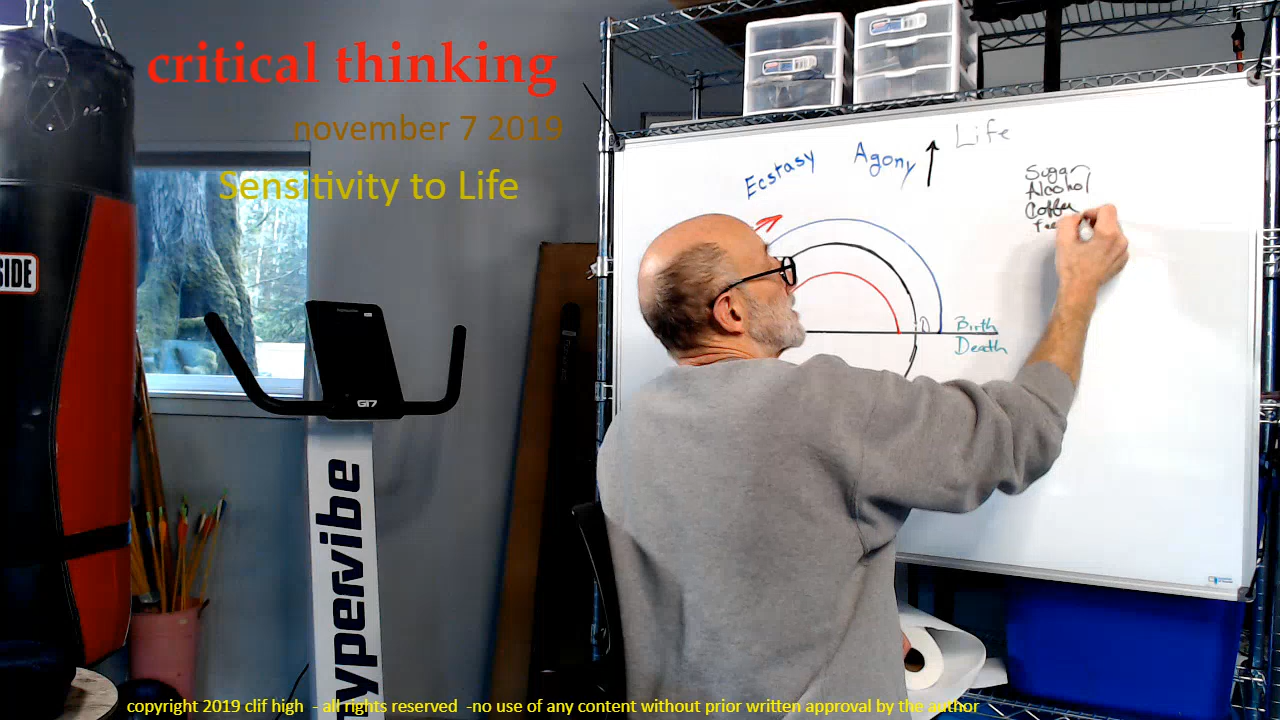 critical thinking
november 7 2019
Sensitivity to Life
SIDE
G17
hypervibe
Ecstasy Agony Life
Sugar
Alcohol
Coffee
Birth
Death
copyright 2019 clif high - all rights reserved -no use of any content without prior written approval by the author